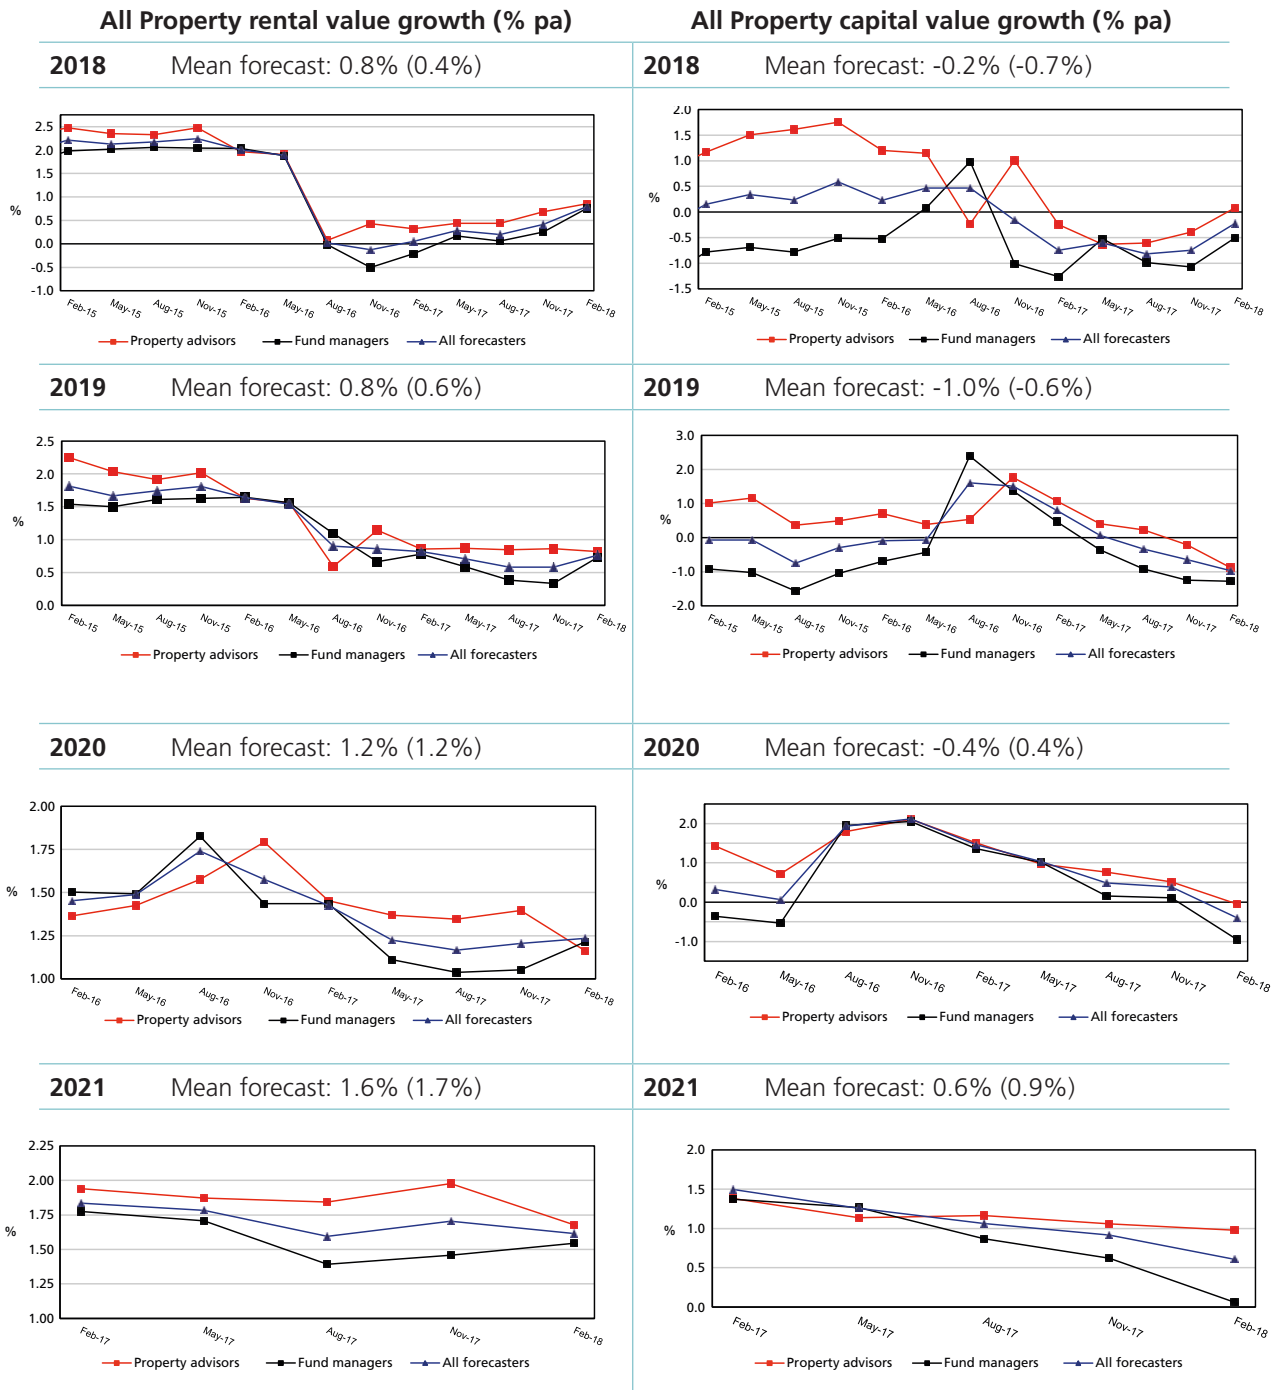 All Property rental value growth (% pa)
2018 Mean forecast: 0.8% (0.4%)
2.5
2.0
1.5
1.0
0.5
0.0
-0.5
-1.0
%
Feb-15 May-15 Aug-15 Nov-15 Feb-16 May-16 Aug-16 Nov-16 Feb-17 May-17 Aug-17 Nov-17 Feb-18
Property advisors Fund managers All forecasters
2019 Mean forecast: 0.8% (0.6%)
2.5
2.0
1.5
1.0
0.5
0.0
%
Feb-15 May-15 Aug-15 Nov-15 Feb-16 May-16 Aug-16 Nov-16 Feb-17 May-17 Aug-17 Nov-17 Feb-18
Property advisors Fund managers All forecasters
2020 Mean forecast: 1.2% (1.2%)
2.00
1.75
1.50
1.25
1.00
%
Feb-16 May-16 Aug-16 Nov-16 Feb-17 May-17 Aug-17 Nov-17 Feb-18
Property advisors Fund managers All forecasters
2021 Mean forecast: 1.6% (1.7%)
2.25
2.00
1.75
1.50
1.25
1.00
%
Feb-17 May-17 Aug-17 Nov-17 Feb-18
Property advisors Fund managers All forecasters
All Property capital value growth (% pa)
2018 Mean forecast: -0.2% (-0.7%)
2.0
1.5
1.0
0.5
0.0
-0.5
-1.0
-1.5
%
Feb-15 May-15 Aug-15 Nov-15 Feb-16 May-16 Aug-16 Nov-16 Feb-17 May-17 Aug-17 Nov-17 Feb-18
Property advisors Fund managers All forecasters
2019 Mean forecast: -1.0% (-0.6%)
3.0
2.0
1.0
0.0
-1.0
-2.0
%
Feb-15 May-15 Aug-15 Nov-15 Feb-16 May-16 Aug-16 Nov-16 Feb-17 May-17 Aug-17 Nov-17 Feb-18
Property advisors Fund managers All forecasters
2020 Mean forecast: -0.4% (0.4%)
2.0
1.0
0.0
-1.0
%
Feb-16 May-16 Aug-16 Nov-16 Feb-17 May-17 Aug-17 Nov-17 Feb-18
Property advisors Fund managers All forecasters
2021 Mean forecast: 0.6% (0.9%)
2.0
1.5
1.0
0.5
0.0
%
Feb-17 May-17 Aug-17 Nov-17 Feb-18
Property advisors Fund managers All forecasters